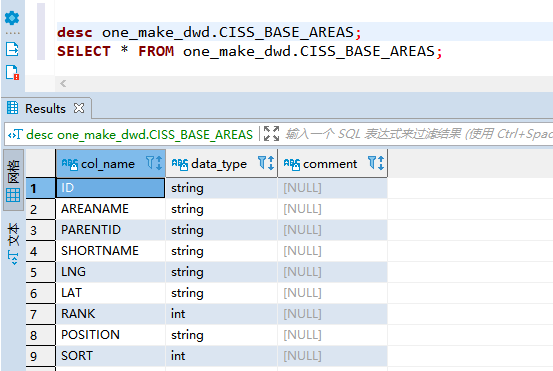 desc one_make_dwd.CISS_BASE_AREAS;
SELECT * FROM one_make_dwd.CISS_BASE_AREAS;
Results
desc one_make_dwd.CISS_BASE_AREAS 输入一个 SQL 表达式来过滤结果 (使用 Ctrl+Spac
网格
文本
ABC col_name ABC data_type ABC comment
1 ID string [NULL]
2 AREANAME string [NULL]
3 PARENTID string [NULL]
4 SHORTNAME string [NULL]
5 LNG string [NULL]
6 LAT string [NULL]
7 RANK int [NULL]
8 POSITION string [NULL]
9 SORT int [NULL]